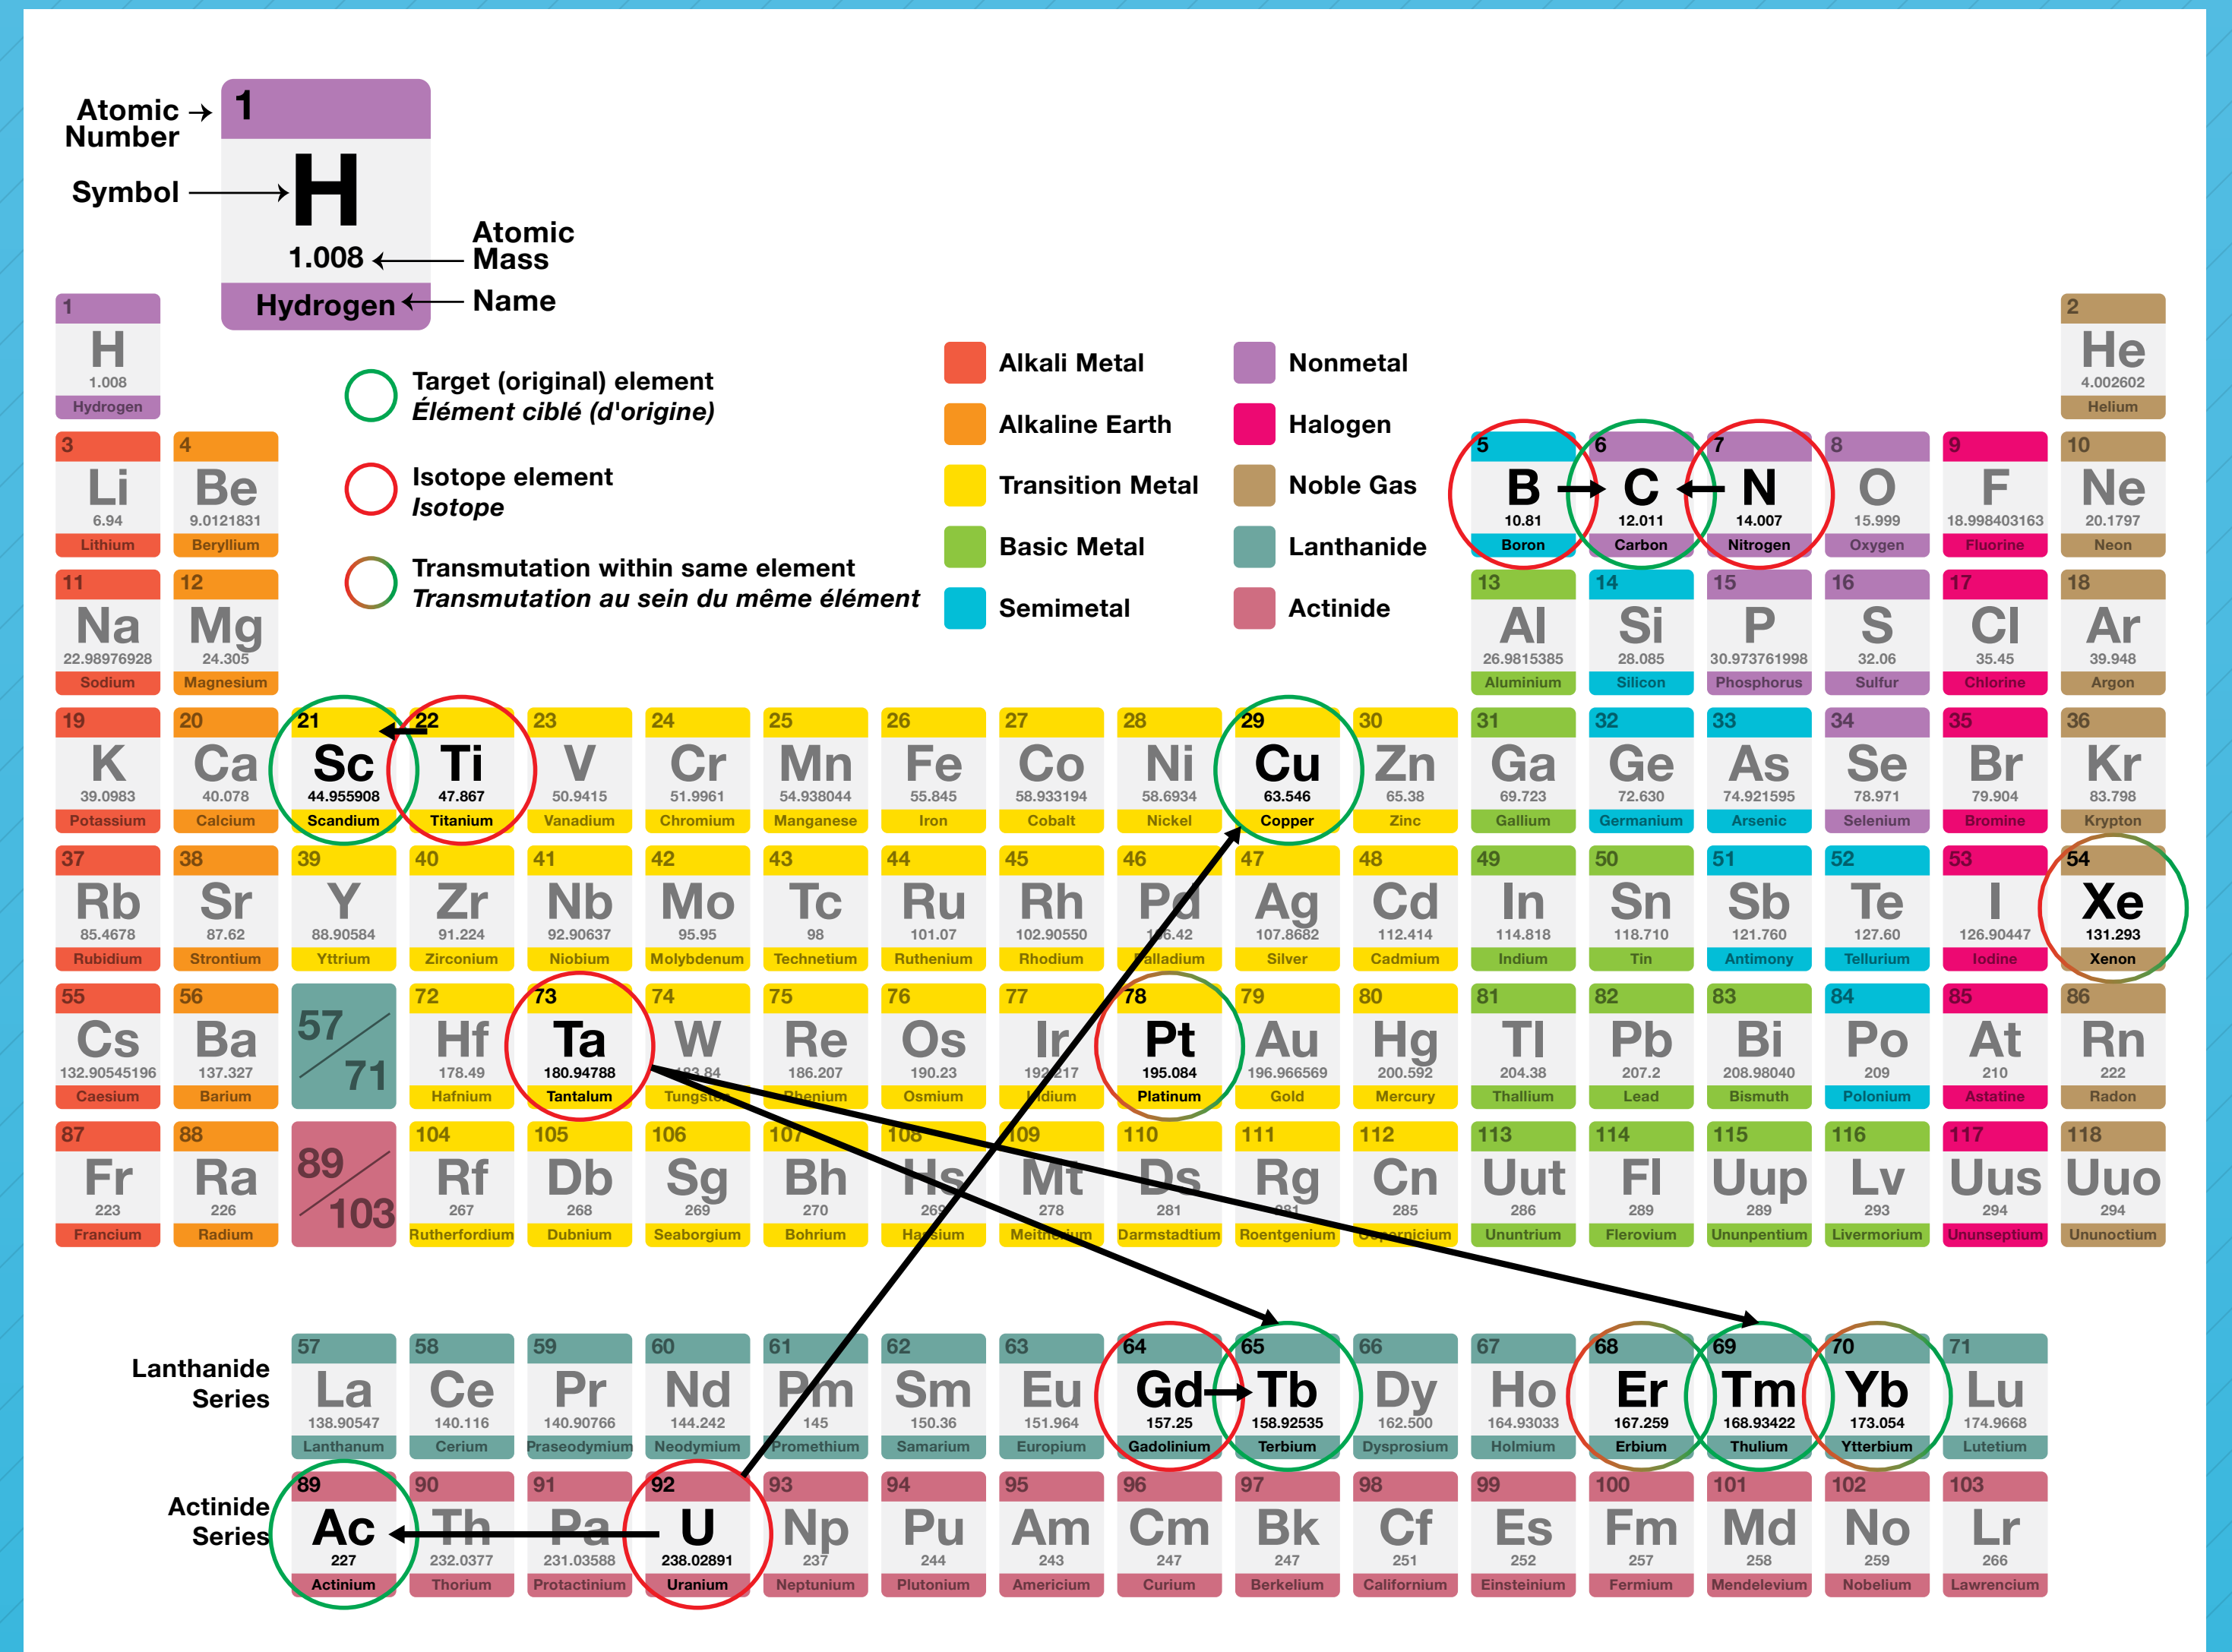 Atomic
Number
1
Symbol
H
Atomic
Mass
1.008
Hydrogen
Name
Target (original) element
Élément ciblé (d'origine)
Isotope element
Isotope
Transmutation within same element
Transmutation au sein du même élément
Alkali Metal
Alkaline Earth
Transition Metal
Basic Metal
Semimetal
Nonmetal
Halogen
Noble Gas
Lanthanide
Actinide
1 2
H He
1.008 4.002602
Hydrogen Helium
3 4 5 6 7 8 9 10
Li Be B C N O F Ne
6.94 9.0121831 10.81 12.011 14.007 15.999 18.998403163 20.1797
Lithium Beryllium Boron Carbon Nitrogen Oxygen Fluorine Neon
11 12 13 14 15 16 17 18
Na Mg Al Si P S Cl Ar
22.98976928 24.305 26.9815385 28.085 30.973761998 32.06 35.45 39.948
Sodium Magnesium Aluminium Silicon Phosphorus Sulfur Chlorine Argon
19 20 21 22 23 24 25 26 27 28 29 30 31 32 33 34 35 36
K Ca Sc Ti V Cr Mn Fe Co Ni Cu Zn Ga Ge As Se Br Kr
39.0983 40.078 44.955908 47.867 50.9415 51.9961 54.938044 55.845 58.933194 58.6934 63.546 65.38 69.723 72.630 74.921595 78.971 79.904 83.798
Potassium Calcium Scandium Titanium Vanadium Chromium Manganese Iron Cobalt Nickel Copper Zinc Gallium Germanium Arsenic Selenium Bromine Krypton
37 38 39 40 41 42 43 44 45 46 47 48 49 50 51 52 53 54
Rb Sr Y Zr Nb Mo Tc Ru Rh Pd Ag Cd In Sn Sb Te I Xe
85.4678 87.62 88.90584 91.224 92.90637 95.95 98 101.07 102.90550 106.42 107.8682 112.414 114.818 118.710 121.760 127.60 126.90447 131.293
Rubidium Strontium Yttrium Zirconium Niobium Molybdenum Technetium Ruthenium Rhodium Palladium Silver Cadmium Indium Tin Antimony Tellurium Iodine Xenon
55 56 57/71 72 73 74 75 76 77 78 79 80 81 82 83 84 85 86
Cs Ba Hf Ta W Re Os Ir Pt Au Hg Tl Pb Bi Po At Rn
132.90545196 137.327 178.49 180.94788 183.84 186.207 190.23 192.217 195.084 196.966569 200.592 204.38 207.2 208.98040 209 210 222
Caesium Barium Hafnium Tantalum Tungsten Rhenium Osmium Iridium Platinum Gold Mercury Thallium Lead Bismuth Polonium Astatine Radon
87 88 89/103 104 105 106 107 108 109 110 111 112 113 114 115 116 117 118
Fr Ra Rf Db Sg Bh Hs Mt Ds Rg Cn Uut Fl Uup Lv Uus Uuo
223 226 267 268 269 270 269 278 281 281 285 286 289 289 293 294 294
Francium Radium Rutherfordium Dubnium Seaborgium Bohrium Hassium Meitnerium Darmstadtium Roentgenium Copernicium Ununtrium Flerovium Ununpentium Livermorium Ununseptium Ununoctium
Lanthanide
Series
57 58 59 60 61 62 63 64 65 66 67 68 69 70 71
La Ce Pr Nd Pm Sm Eu Gd Tb Dy Ho Er Tm Yb Lu
138.90547 140.116 140.90766 144.242 145 150.36 151.964 157.25 158.92535 162.500 164.93033 167.259 168.93422 173.054 174.9668
Lanthanum Cerium Praseodymium Neodymium Promethium Samarium Europium Gadolinium Terbium Dysprosium Holmium Erbium Thulium Ytterbium Lutetium
Actinide
Series
89 90 91 92 93 94 95 96 97 98 99 100 101 102 103
Ac Th Pa U Np Pu Am Cm Bk Cf Es Fm Md No Lr
227 232.0377 231.03588 238.02891 237 244 243 247 247 251 252 257 258 259 266
Actinium Thorium Protactinium Uranium Neptunium Plutonium Americium Curium Berkelium Californium Einsteinium Fermium Mendelevium Nobelium Lawrencium